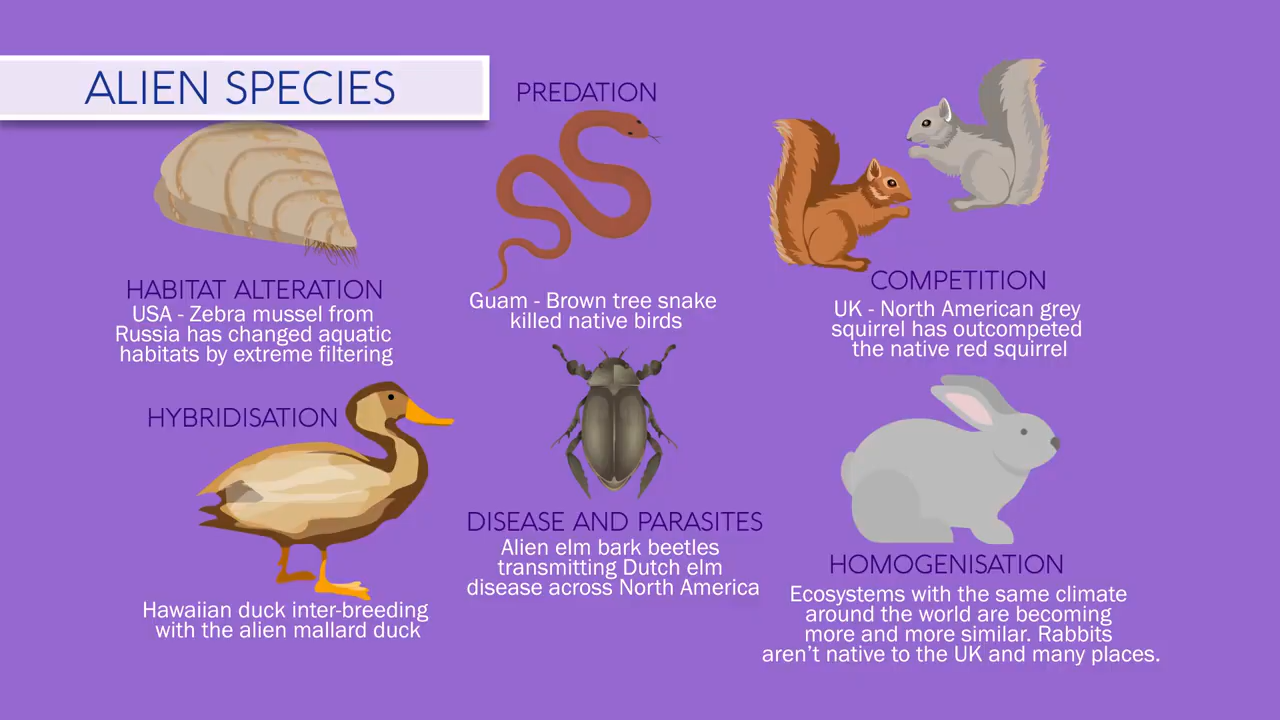 ALIEN SPECIES
HABITAT ALTERATION
USA - Zebra mussel from
Russia has changed aquatic
habitats by extreme filtering
PREDATION
Guam - Brown tree snake
killed native birds
COMPETITION
UK - North American grey
squirrel has outcompeted
the native red squirrel
HYBRIDISATION
Hawaiian duck inter-breeding
with the alien mallard duck
DISEASE AND PARASITES
Alien elm bark beetles
transmitting Dutch elm
disease across North America
HOMOGENISATION
Ecosystems with the same climate
around the world are becoming
more and more similar. Rabbits
aren't native to the UK and many places.